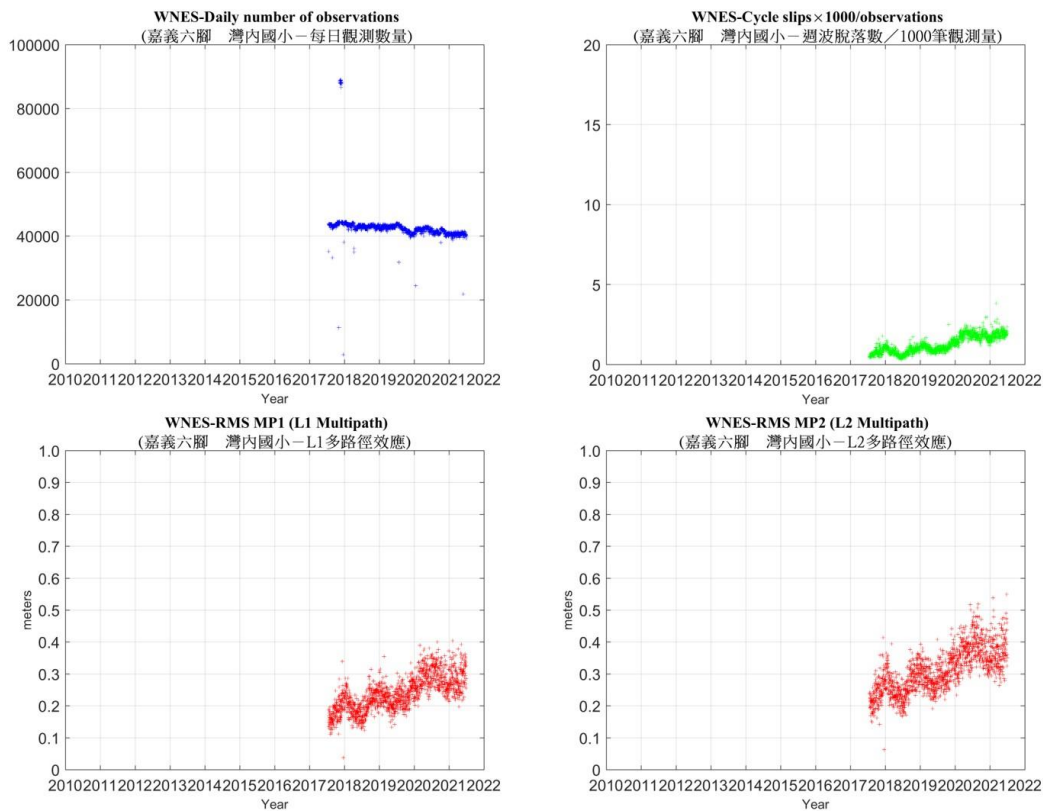 WNES-Daily number of observations
(嘉義六腳　灣內國小－每日觀測數量)
100000
80000
60000
40000
20000
0
2010 2011 2012 2013 2014 2015 2016 2017 2018 2019 2020 2021 2022
Year
WNES-Cycle slips×1000/observations
(嘉義六腳　灣內國小－週波脫落數／1000筆觀測量)
20
15
10
5
0
2010 2011 2012 2013 2014 2015 2016 2017 2018 2019 2020 2021 2022
Year
WNES-RMS MP1 (L1 Multipath)
(嘉義六腳　灣內國小－L1多路徑效應)
1.0
0.9
0.8
0.7
0.6
0.5
0.4
0.3
0.2
0.1
0
meters
2010 2011 2012 2013 2014 2015 2016 2017 2018 2019 2020 2021 2022
Year
WNES-RMS MP2 (L2 Multipath)
(嘉義六腳　灣內國小－L2多路徑效應)
1.0
0.9
0.8
0.7
0.6
0.5
0.4
0.3
0.2
0.1
0
meters
2010 2011 2012 2013 2014 2015 2016 2017 2018 2019 2020 2021 2022
Year